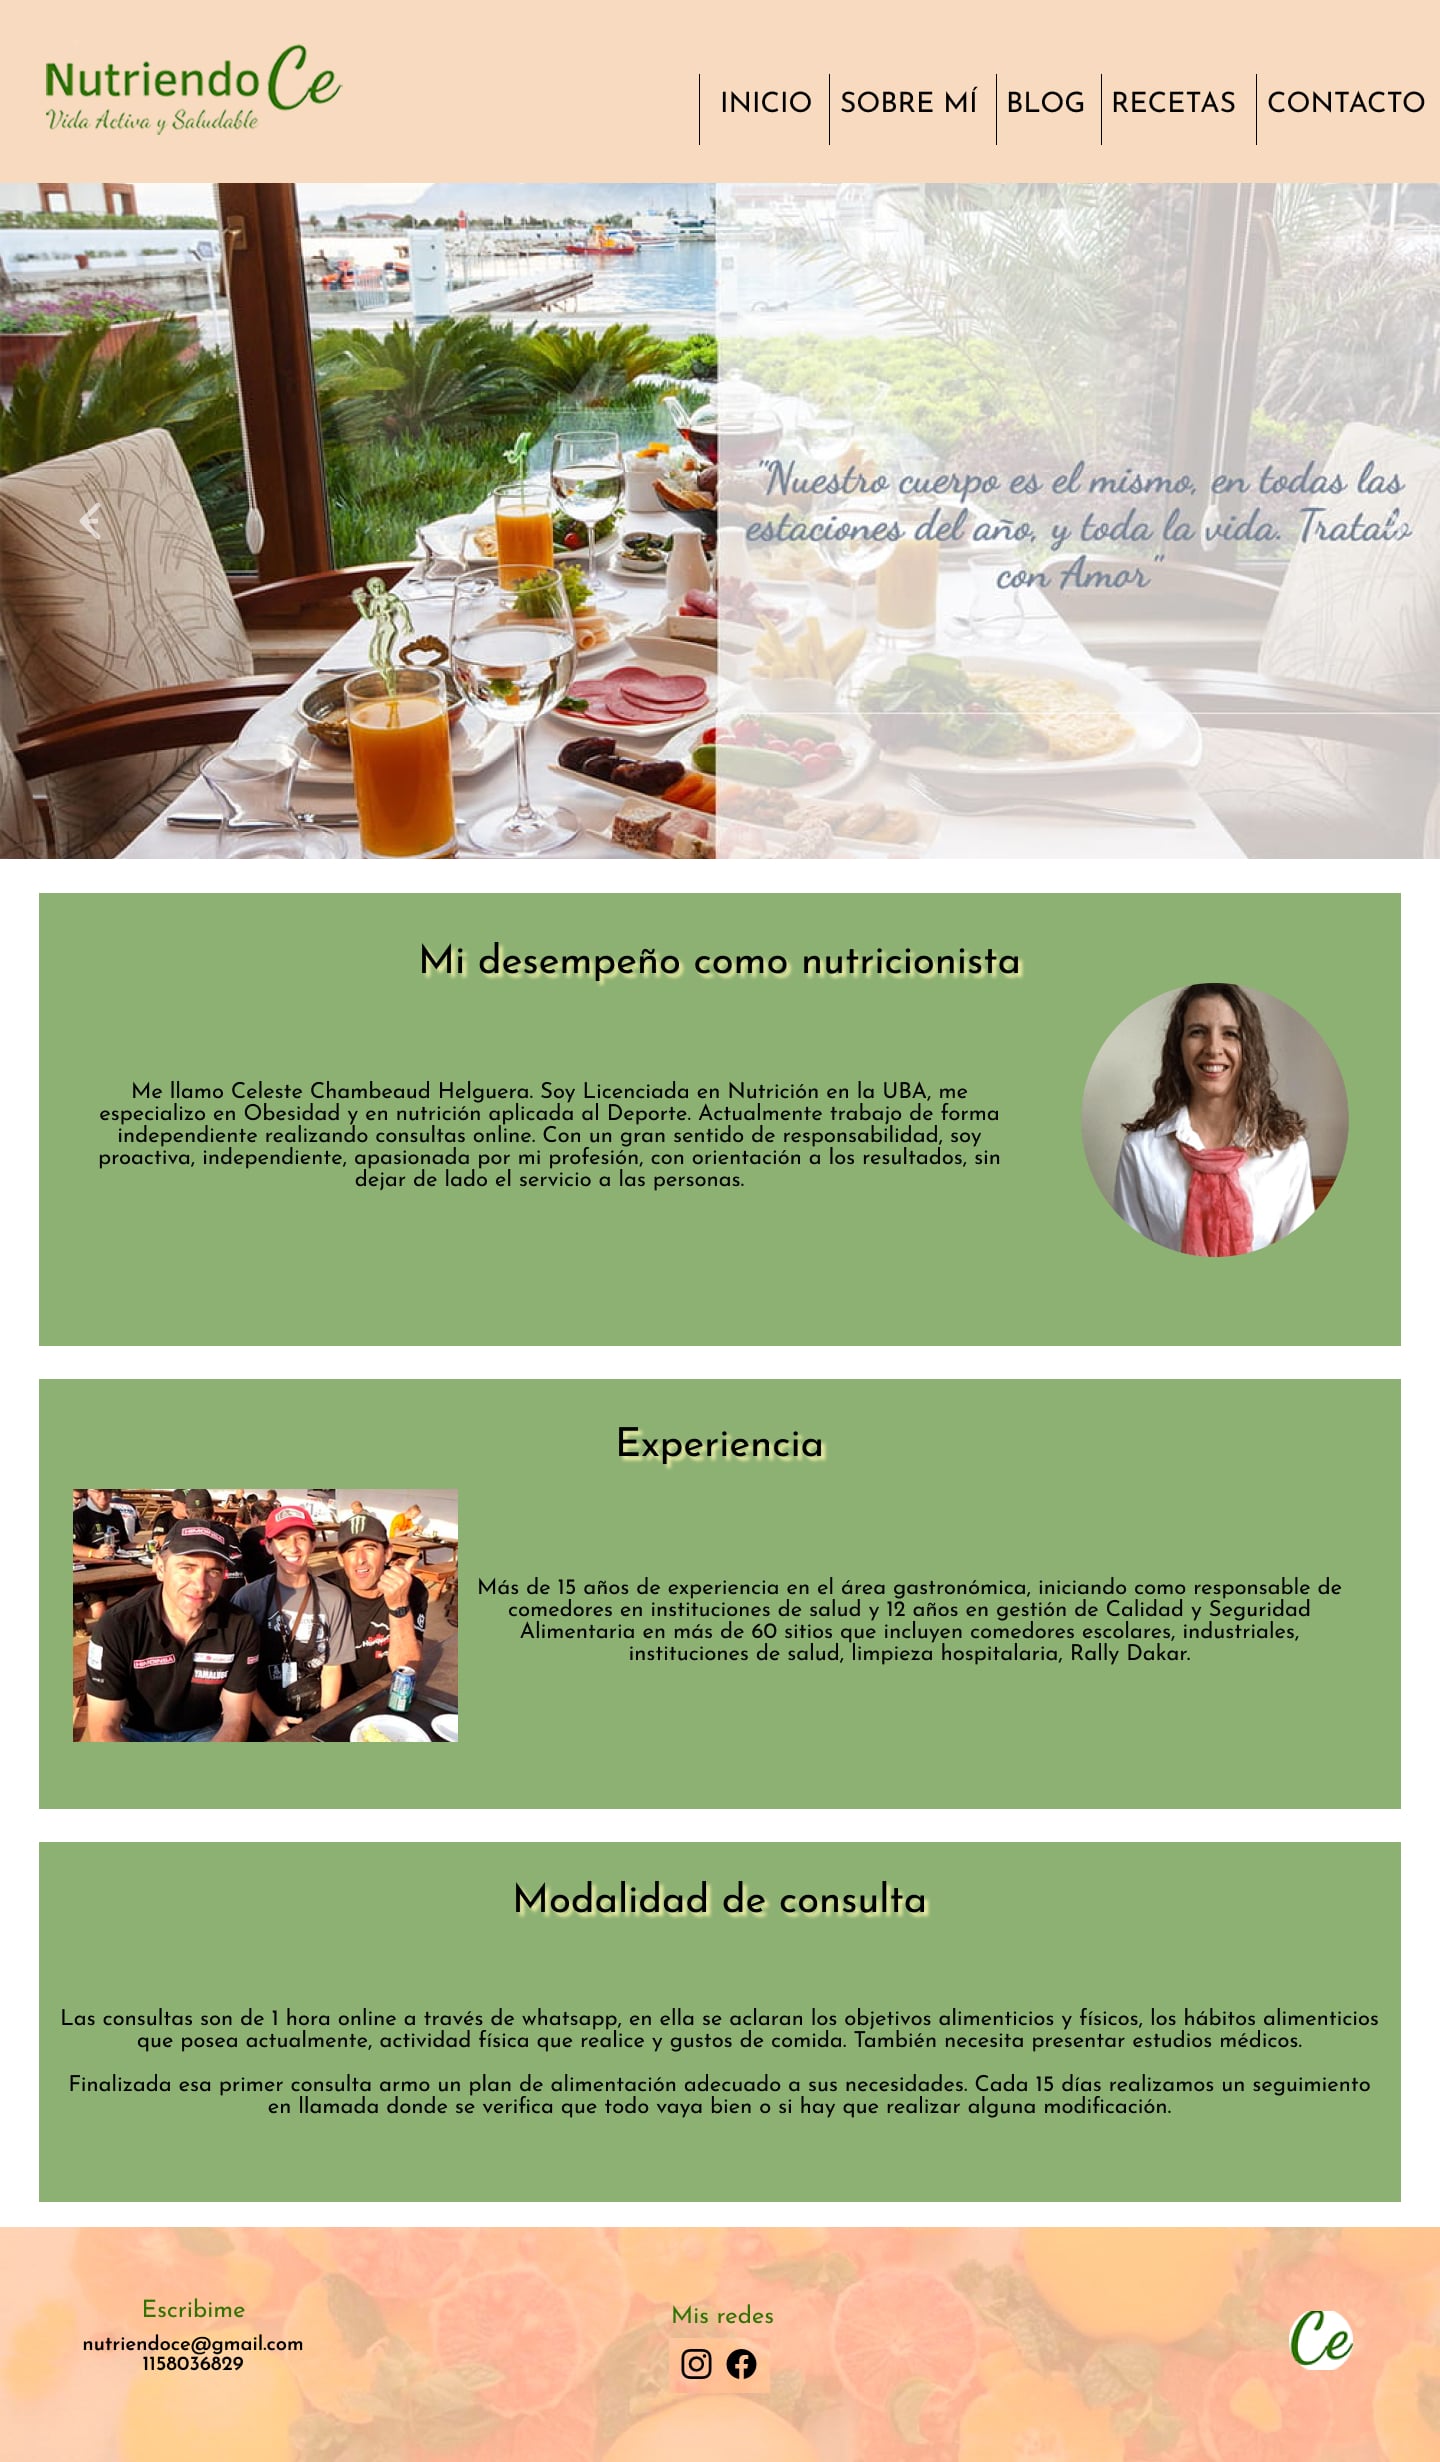 Nutriendo Ce
Vida Activa y Saludable
INICIO
SOBRE MÍ
BLOG
RECETAS
CONTACTO
"Nuestro cuerpo es el mismo, en todas las
estaciones del año, y toda la vida. Tratalo
con Amor"
Mi desempeño como nutricionista
Me llamo Celeste Chambeaud Helguera. Soy Licenciada en Nutrición en la UBA, me
especializo en Obesidad y en nutrición aplicada al Deporte. Actualmente trabajo de forma
independiente realizando consultas online. Con un gran sentido de responsabilidad, soy
proactiva, independiente, apasionada por mi profesión, con orientación a los resultados, sin
dejar de lado el servicio a las personas.
Experiencia
HIMOINSA
HIMOINSA
YAMALUBE
Más de 15 años de experiencia en el área gastronómica, iniciando como responsable de
comedores en instituciones de salud y 12 años en gestión de Calidad y Seguridad
Alimentaria en más de 60 sitios que incluyen comedores escolares, industriales,
instituciones de salud, limpieza hospitalaria, Rally Dakar.
Modalidad de consulta
Las consultas son de 1 hora online a través de whatsapp, en ella se aclaran los objetivos alimenticios y físicos, los hábitos alimenticios
que posea actualmente, actividad física que realice y gustos de comida. También necesita presentar estudios médicos.
Finalizada esa primer consulta armo un plan de alimentación adecuado a sus necesidades. Cada 15 días realizamos un seguimiento
en llamada donde se verifica que todo vaya bien o si hay que realizar alguna modificación.
Escribime
nutriendoce@gmail.com
1158036829
Mis redes
Ce